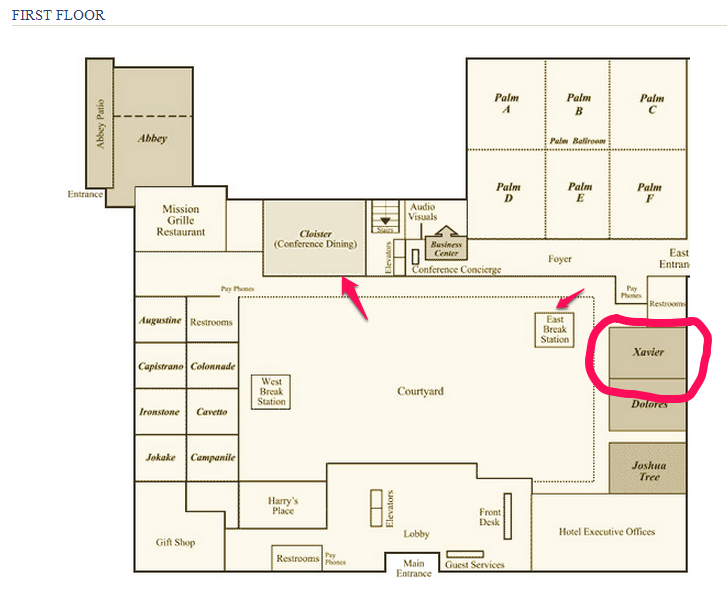 FIRST FLOOR
Abbey Patio
Abbey
Entrance
Mission
Grille
Restaurant
Cloister
(Conference Dining)
Stairs
Elevators
Audio
Visuals
Business
Center
Conference Concierge
Palm
A
Palm
B
Palm
C
Palm Ballroom
Palm
D
Palm
E
Palm
F
Foyer
East
Entran
Pay Phones
Pay
Phones
Restrooms
Augustine
Restrooms
Capistrano
Colonnade
Ironstone
Cavetto
Jokake
Campanile
West
Break
Station
Courtyard
East
Break
Station
Xavier
Dolores
Joshua
Tree
Harry's
Place
Elevators
Lobby
Front
Desk
Hotel Executive Offices
Gift Shop
Restrooms
Pay
Phones
Main
Entrance
Guest Services